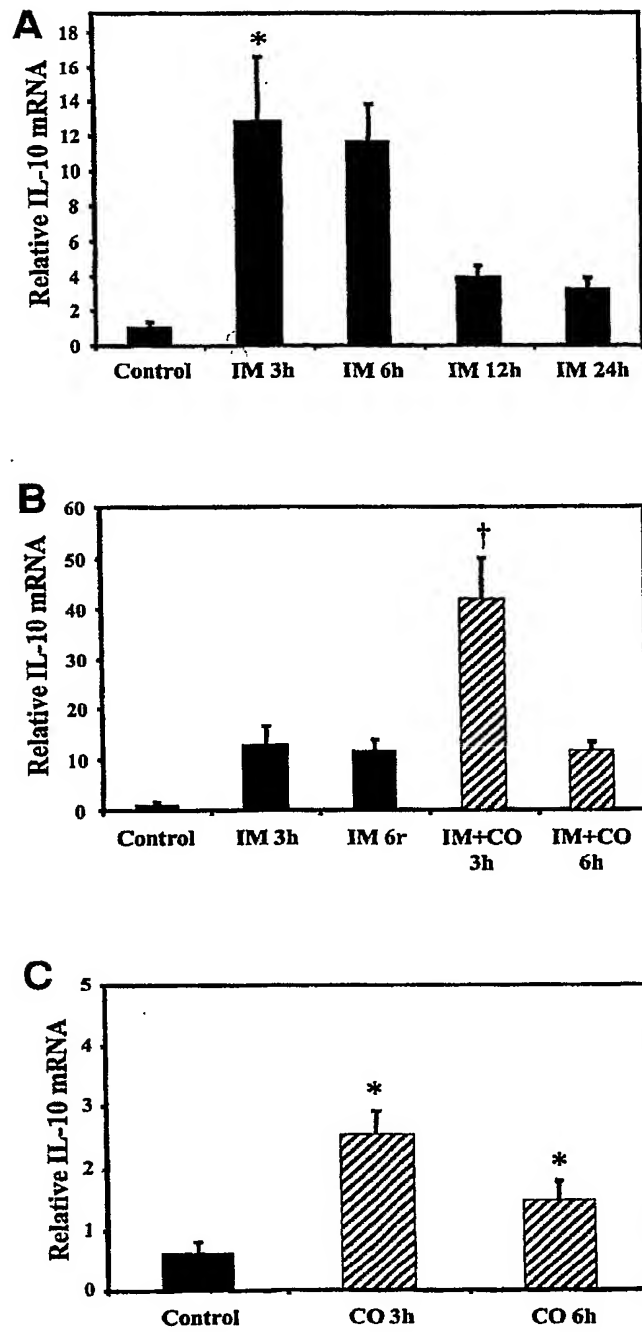 A
Relative IL-10 mRNA
18
16
14
12
10
8
6
4
2
0
*
Control IM 3h IM 6h IM 12h IM 24h
B
Relative IL-10 mRNA
60
50
40
30
20
10
0
†
Control IM 3h IM 6r IM+CO IM+CO
3h 6h
C
Relative IL-10 mRNA
5
4
3
2
1
0
*
*
Control CO 3h CO 6h